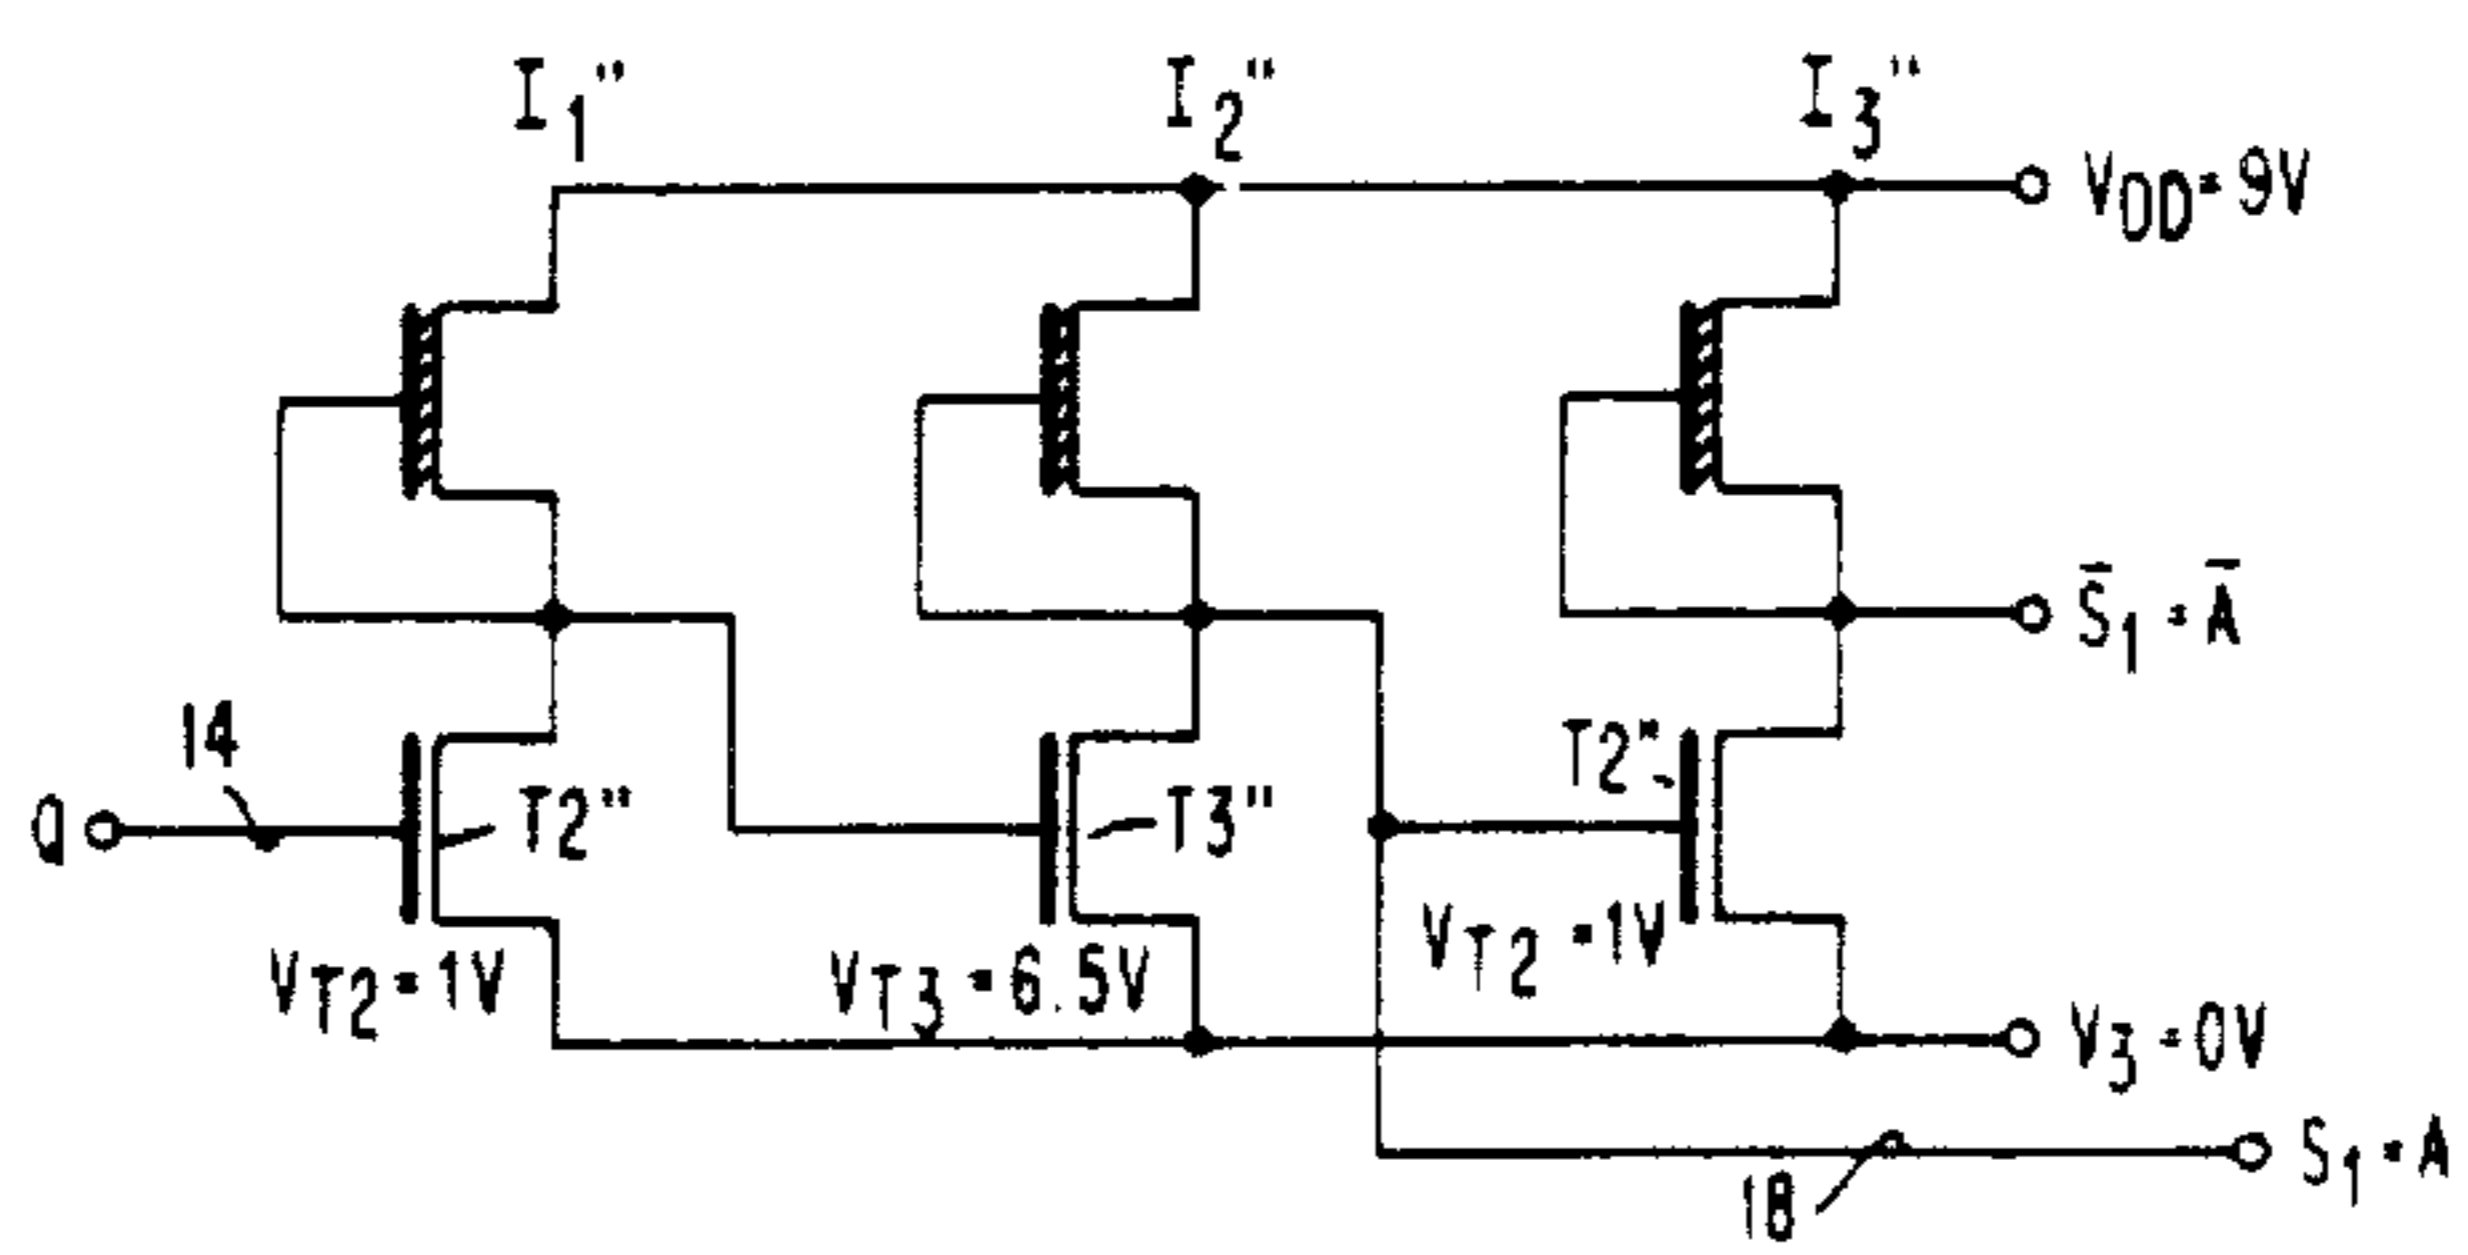 I1"
I2"
I3"
VDD=9V
S̄1=Ā
14
Q
T2"
T3"
T2"
VT2=1V
VT3=6.5V
VT2=1V
V3=0V
S1=A
18